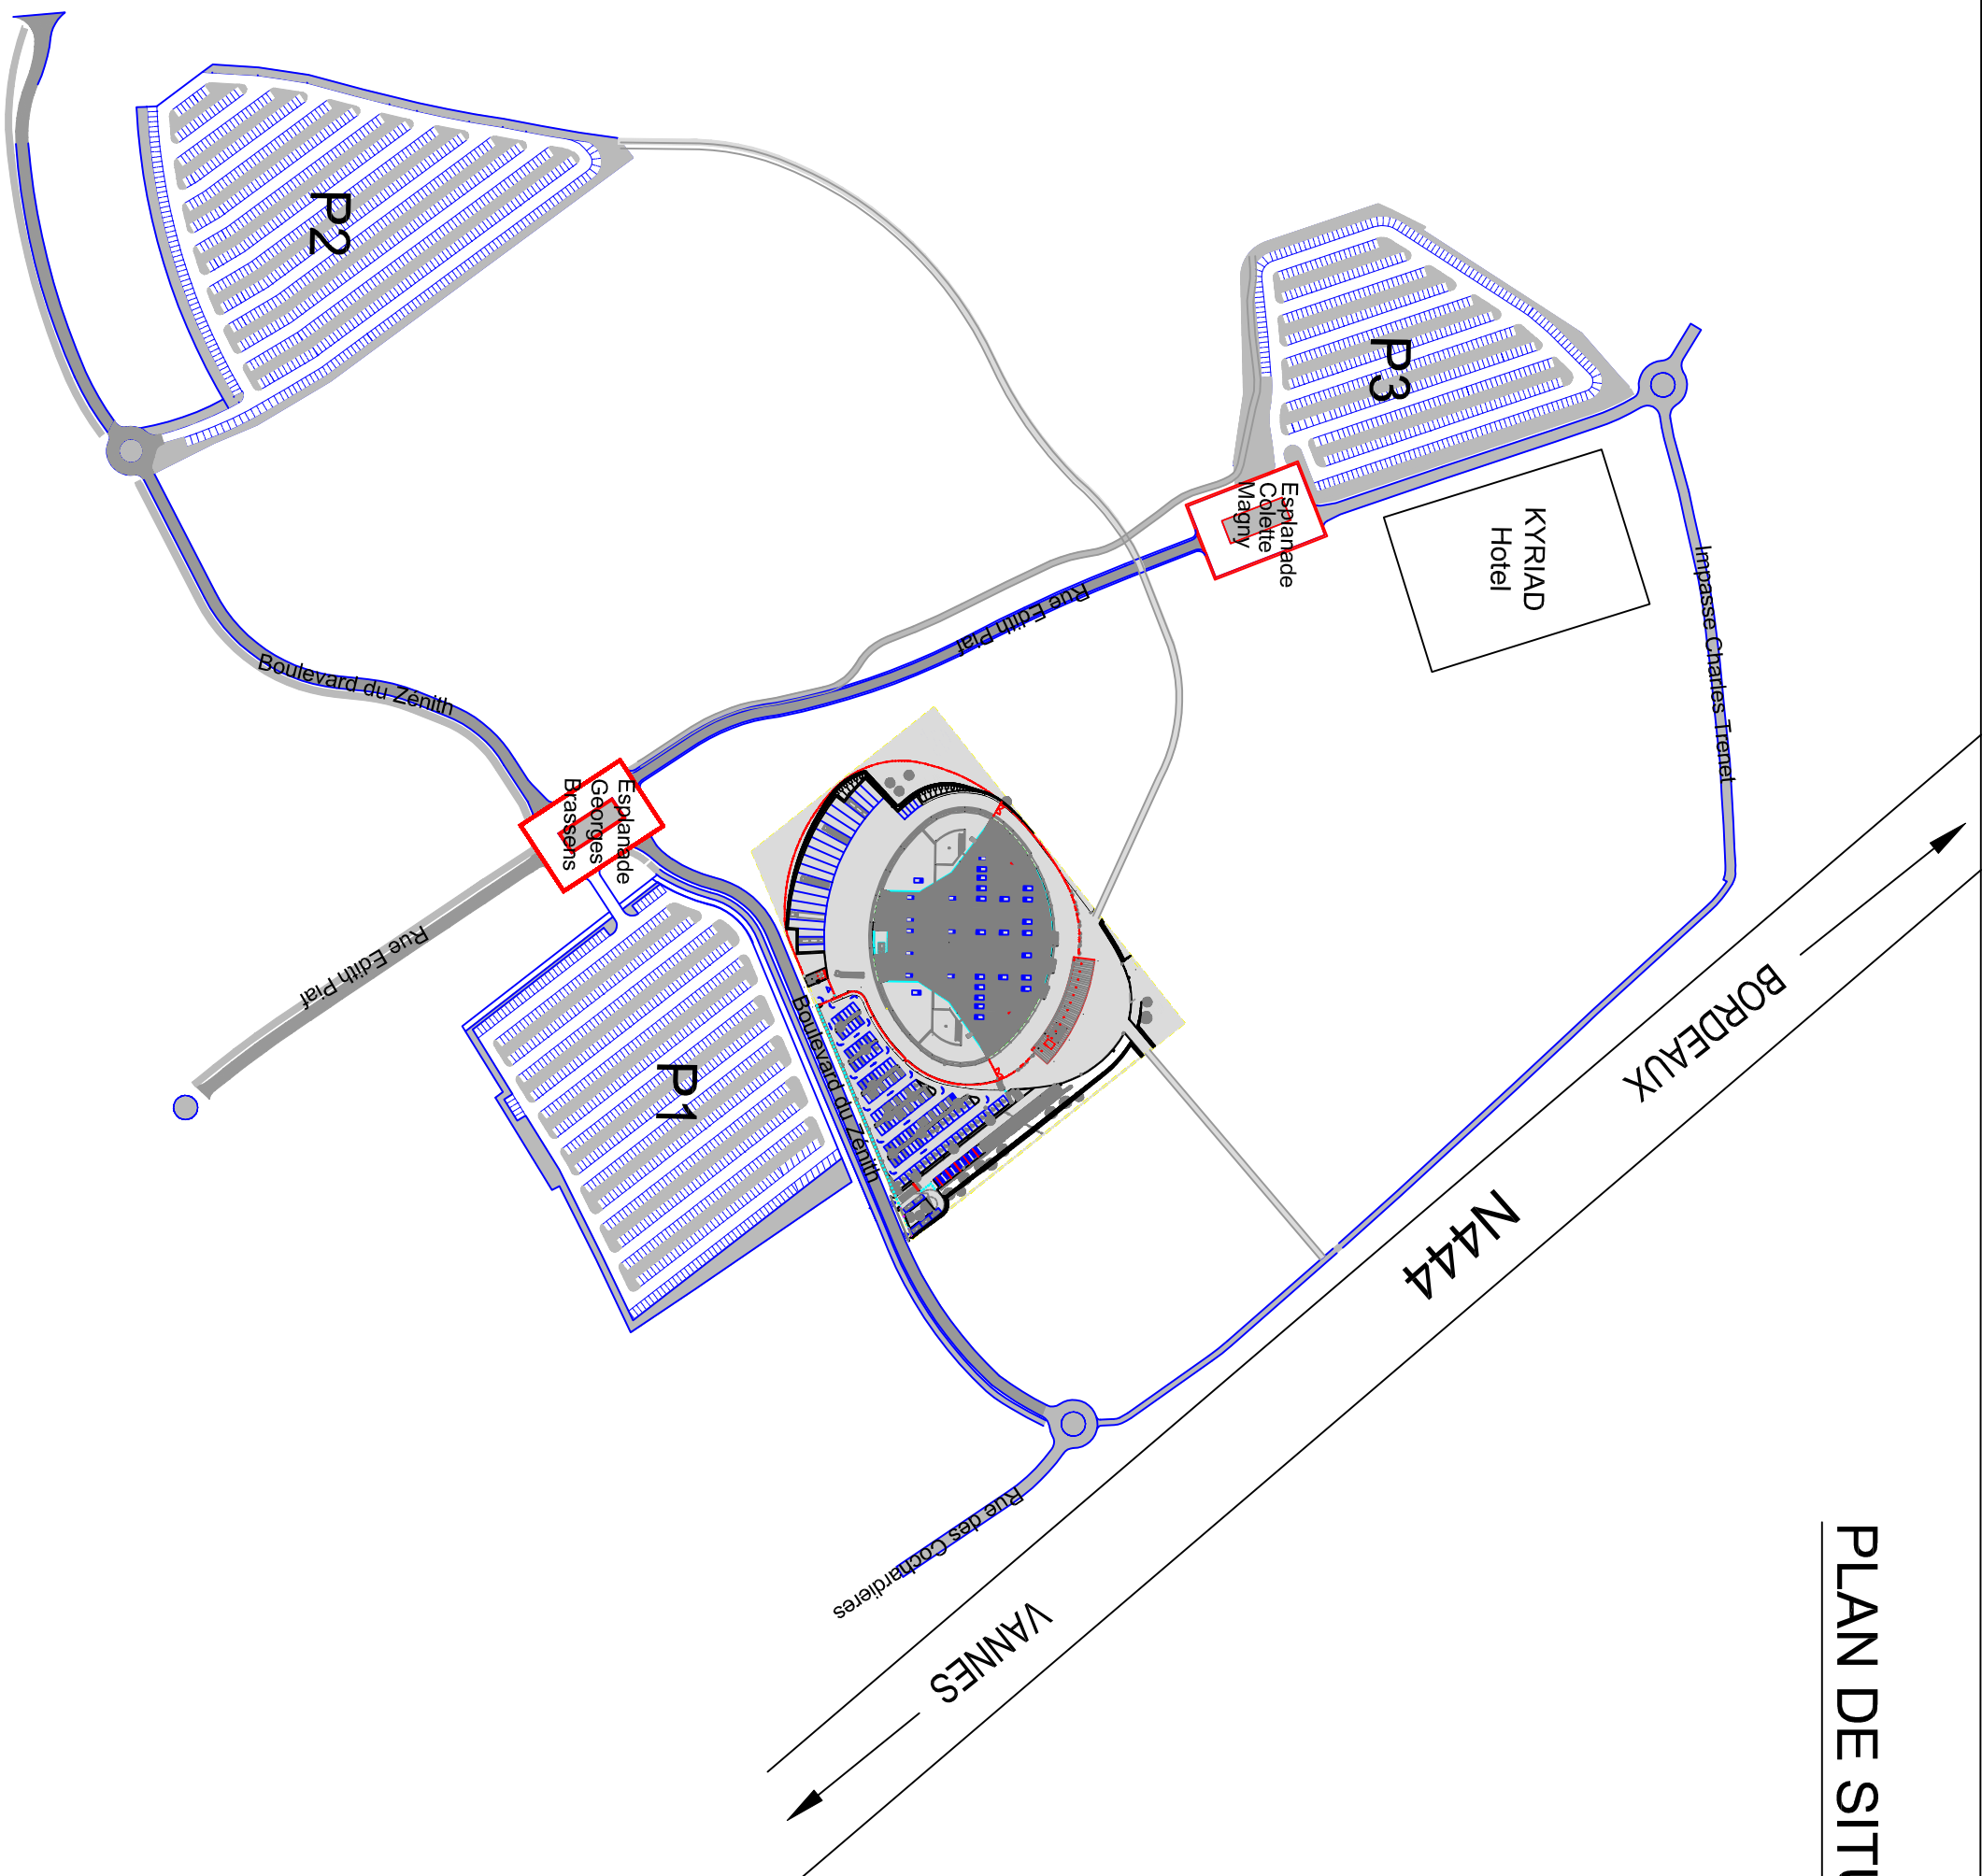 PLAN DE SITU
P3
P2
P1
KYRIAD
Hotel
Esplanade
Colette
Magny
Esplanade
Georges
Brassens
Impasse Charles Trenet
Rue Edith Piaf
Boulevard du Zénith
Rue Edith Piaf
Boulevard du Zénith
Rue des Cochardieres
BORDEAUX
N444
VANNES